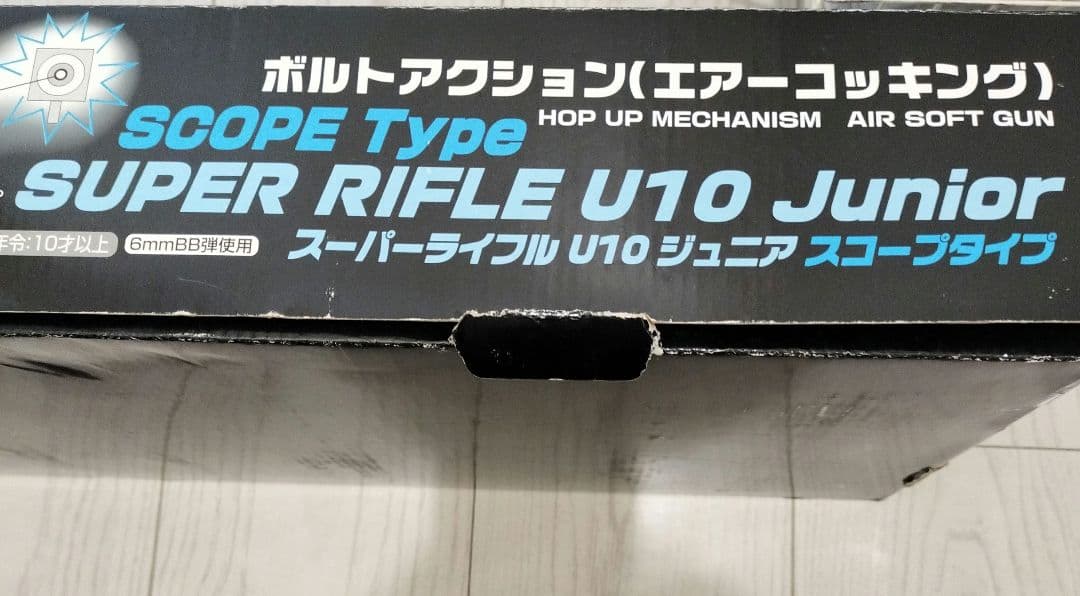 ボルトアクション(エアーコッキング)
HOP UP MECHANISM AIR SOFT GUN
SCOPE Type
SUPER RIFLE U10 Junior
年令:10才以上 6mmBB弾使用
スーパーライフル U10 ジュニア スコープタイプ